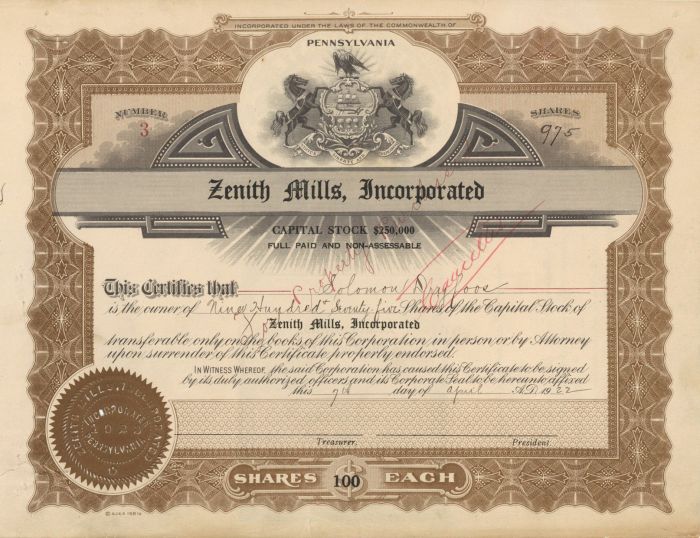 INCORPORATED UNDER THE LAWS OF THE COMMONWEALTH OF
PENNSYLVANIA
NUMBER
3
SHARES
975
Zenith Mills, Incorporated
CAPITAL STOCK $250,000
FULL PAID AND NON-ASSESSABLE
This Certifies that Solomon
is the owner of Nine Hundred & Seventy five Shares of the Capital Stock of
Zenith Mills, Incorporated
transferable only on the books of this Corporation in person or by Attorney
upon surrender of this Certificate properly endorsed.
IN WITNESS WHEREOF, the said Corporation has caused this Certificate to be signed
by its duly authorized officers and its Corporate Seal to be hereunto affixed
this 7th day of April A.D. 1922
Treasurer.
President.
SHARES 100 EACH